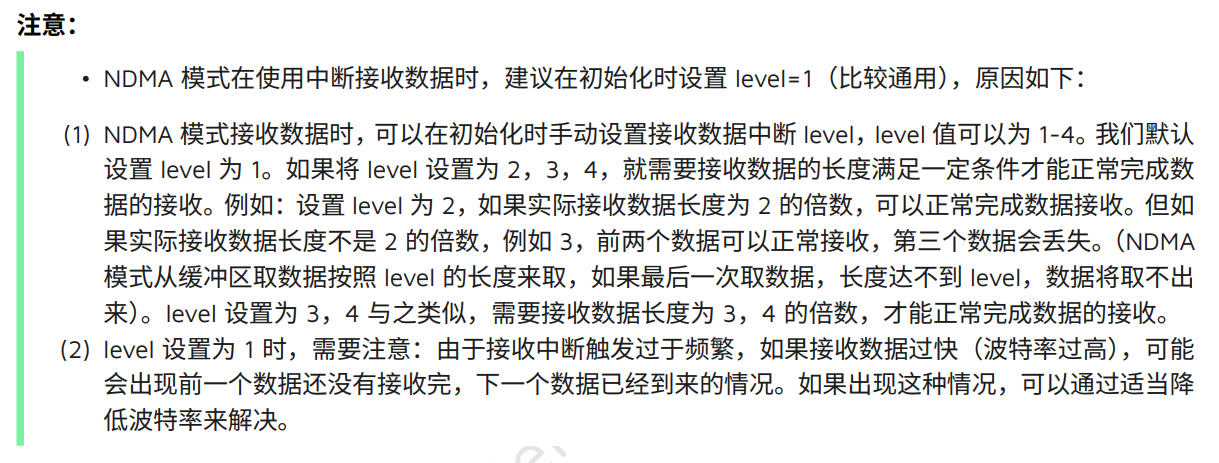 注意：
• NDMA 模式在使用中断接收数据时，建议在初始化时设置 level=1（比较通用），原因如下：
(1) NDMA 模式接收数据时，可以在初始化时手动设置接收数据中断 level，level 值可以为 1-4。我们默认
设置 level 为 1。如果将 level 设置为 2，3，4，就需要接收数据的长度满足一定条件才能正常完成数
据的接收。例如：设置 level 为 2，如果实际接收数据长度为 2 的倍数，可以正常完成数据接收。但如
果实际接收数据长度不是 2 的倍数，例如 3，前两个数据可以正常接收，第三个数据会丢失。（NDMA
模式从缓冲区取数据按照 level 的长度来取，如果最后一次取数据，长度达不到 level，数据将取不出
来）。level 设置为 3，4 与之类似，需要接收数据长度为 3，4 的倍数，才能正常完成数据的接收。
(2) level 设置为 1 时，需要注意：由于接收中断触发过于频繁，如果接收数据过快（波特率过高），可能
会出现前一个数据还没有接收完，下一个数据已经到来的情况。如果出现这种情况，可以通过适当降
低波特率来解决。